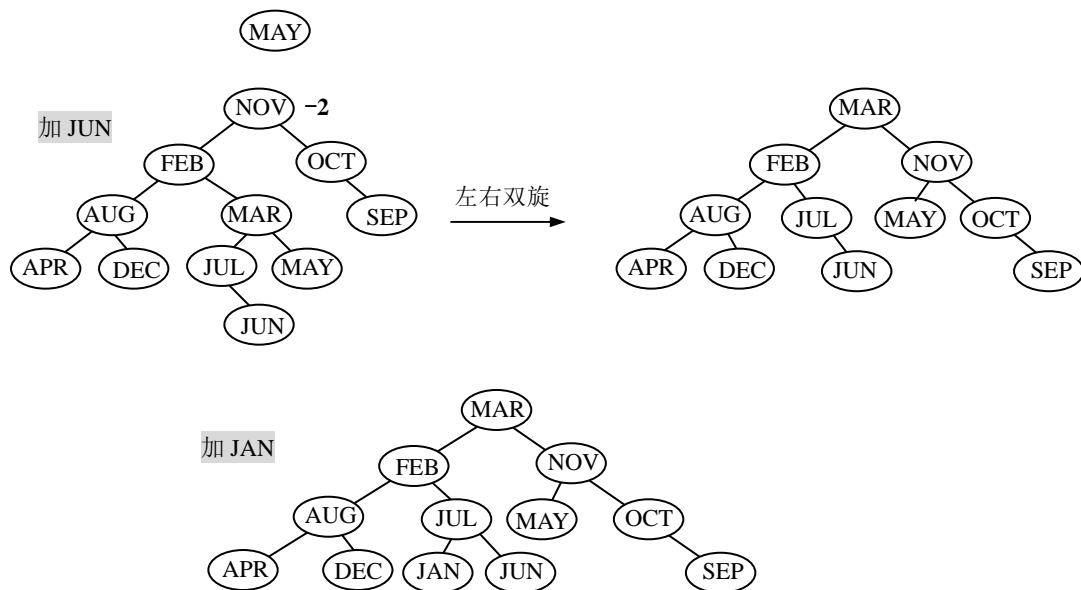 MAY
加 JUN
NOV -2
MAR
FEB
OCT
FEB
NOV
左右双旋
AUG
MAR
SEP
AUG
JUL
MAY
OCT
APR
DEC
JUL
MAY
APR
DEC
JUN
SEP
JUN
加 JAN
MAR
FEB
NOV
AUG
JUL
MAY
OCT
APR
DEC
JAN
JUN
SEP